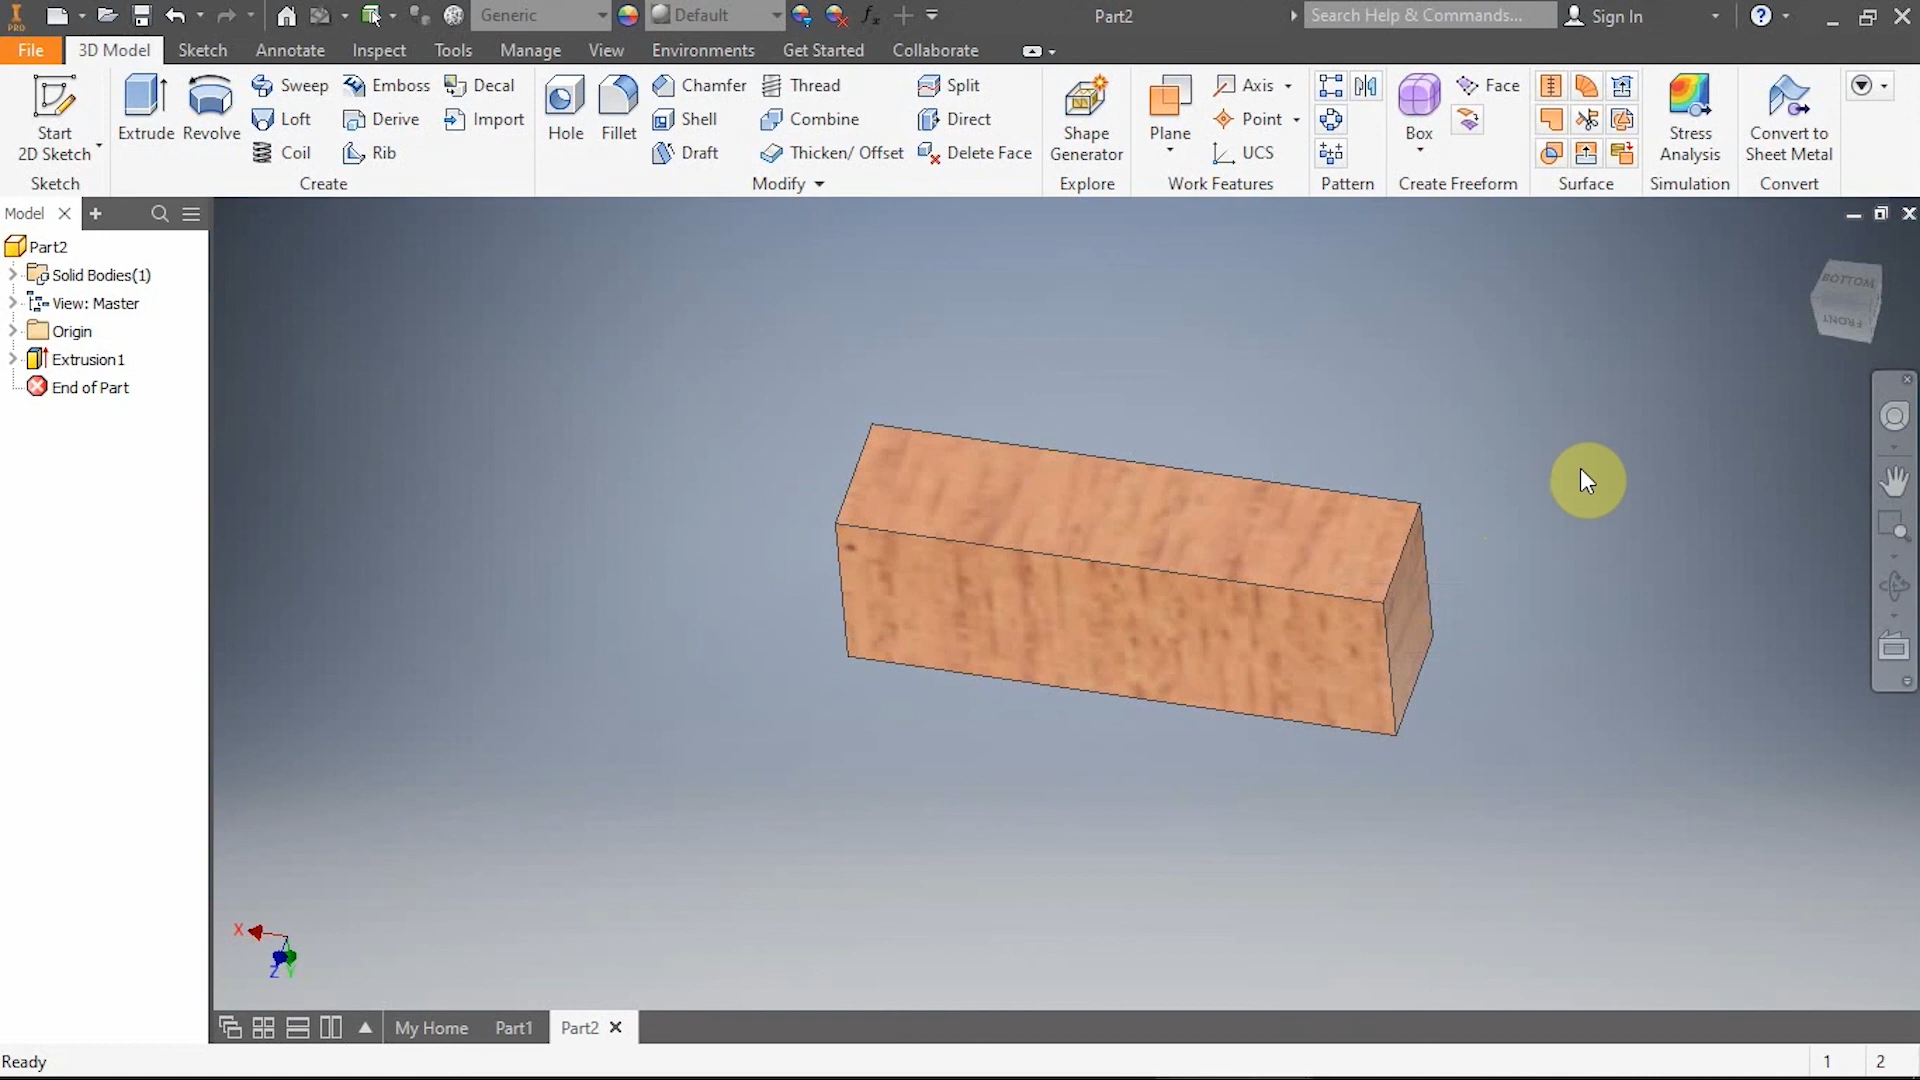 PRO
Generic
Default
Part2
Search Help & Commands...
Sign In
File
3D Model
Sketch
Annotate
Inspect
Tools
Manage
View
Environments
Get Started
Collaborate
Start
2D Sketch
Extrude
Revolve
Sweep
Loft
Coil
Emboss
Derive
Rib
Decal
Import
Hole
Fillet
Chamfer
Shell
Draft
Thread
Combine
Thicken/ Offset
Split
Direct
Delete Face
Shape
Generator
Plane
Axis
Point
UCS
Box
Face
Stress
Analysis
Convert to
Sheet Metal
Sketch
Create
Modify
Explore
Work Features
Pattern
Create Freeform
Surface
Simulation
Convert
Model
Part2
Solid Bodies(1)
View: Master
Origin
Extrusion1
End of Part
BOTTOM
FRONT
X
Z
Y
My Home
Part1
Part2
Ready
1
2